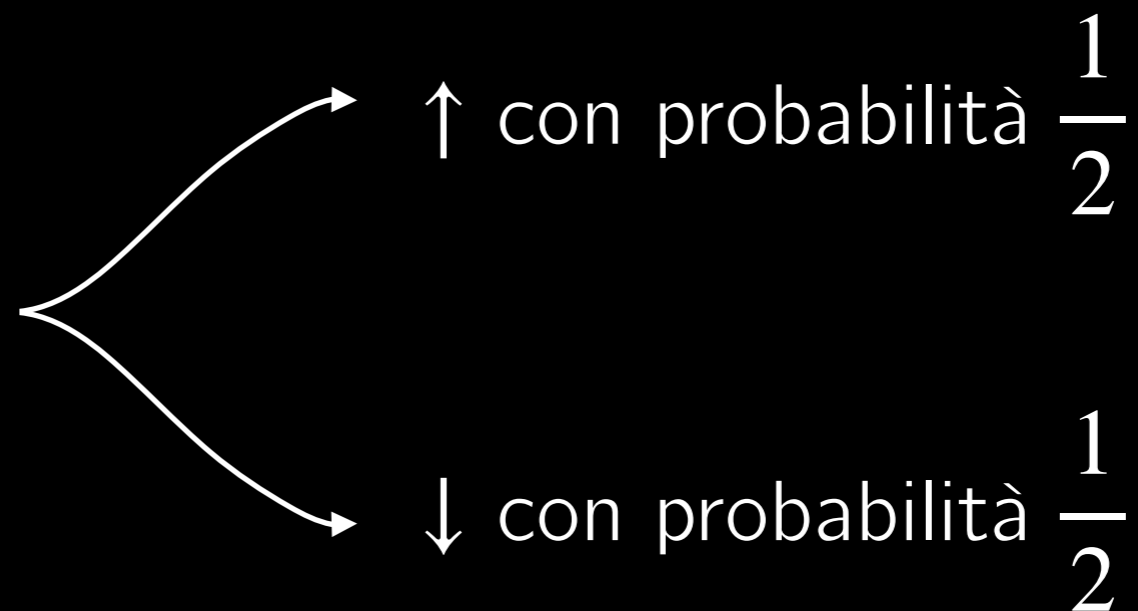 ↑ con probabilità 1/2
↓ con probabilità 1/2